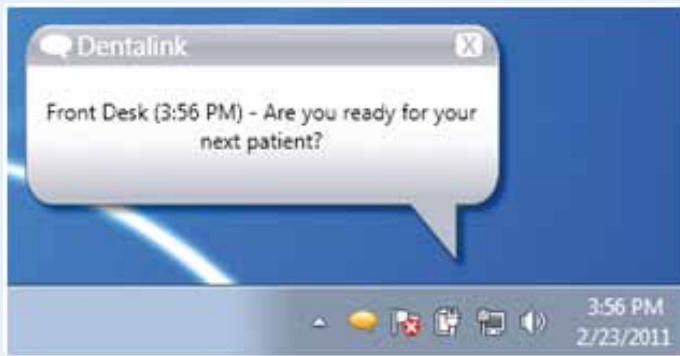 Dentalink
X
Front Desk (3:56 PM) - Are you ready for your
next patient?
3:56 PM
2/23/2011